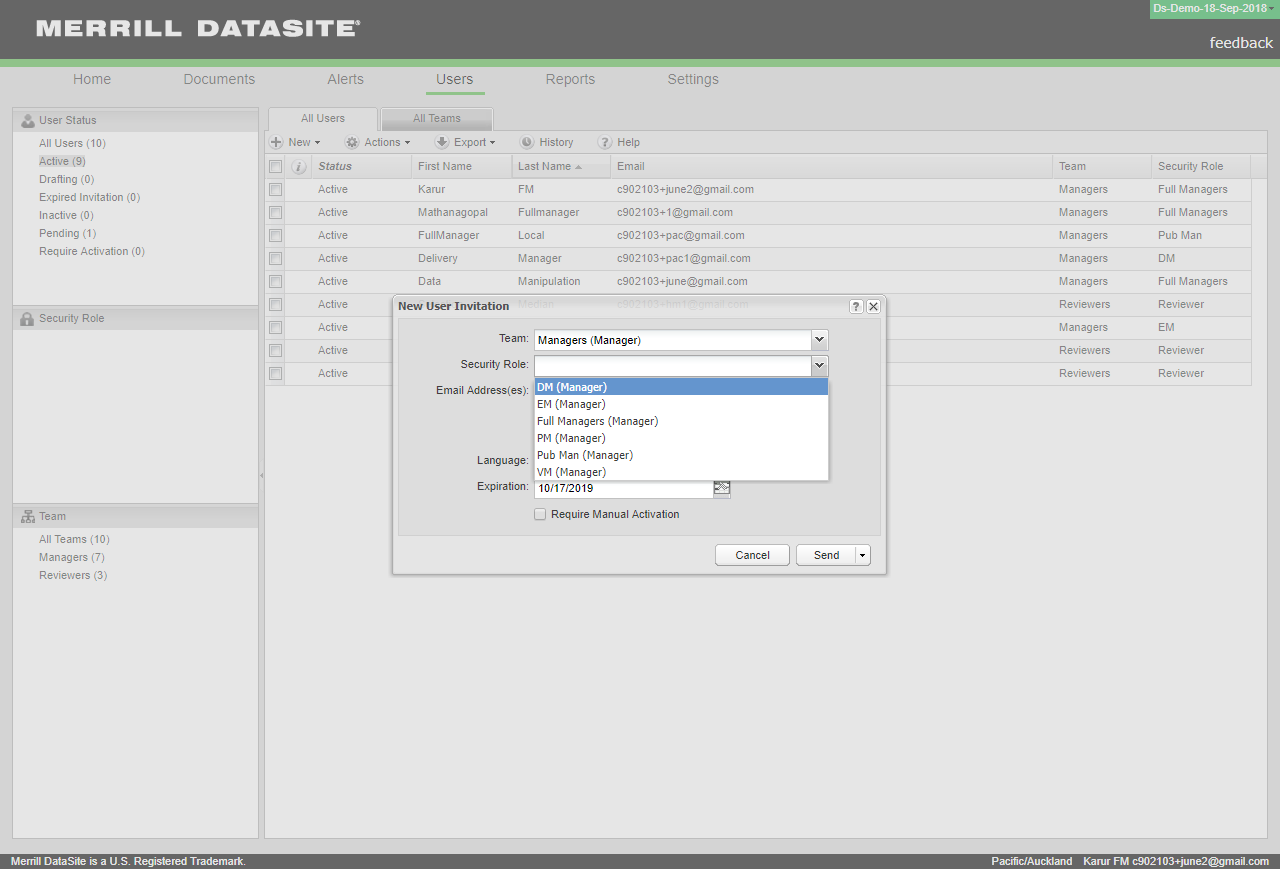 Ds-Demo-18-Sep-2018
MERRILL DATASITE®
feedback
Home Documents Alerts Users Reports Settings
User Status
All Users (10)
Active (9)
Drafting (0)
Expired Invitation (0)
Inactive (0)
Pending (1)
Require Activation (0)
Security Role
Team
All Teams (10)
Managers (7)
Reviewers (3)
All Users All Teams
New Actions Export History ? Help
i Status First Name Last Name Email Team Security Role
Active Karur FM c902103+june2@gmail.com Managers Full Managers
Active Mathanagopal Fullmanager c902103+1@gmail.com Managers Full Managers
Active FullManager Local c902103+pac@gmail.com Managers Pub Man
Active Delivery Manager c902103+pac1@gmail.com Managers DM
Active Data Manipulation c902103+june@gmail.com Managers Full Managers
Active Median c902103+hm1@gmail.com Reviewers Reviewer
Active Managers EM
Active Reviewers Reviewer
Active Reviewers Reviewer
New User Invitation ?
Team: Managers (Manager)
Security Role:
Email Address(es):
DM (Manager)
EM (Manager)
Full Managers (Manager)
PM (Manager)
Pub Man (Manager)
VM (Manager)
Language:
Expiration: 10/17/2019
Require Manual Activation
Cancel Send
Merrill DataSite is a U.S. Registered Trademark. Pacific/Auckland Karur FM c902103+june2@gmail.com